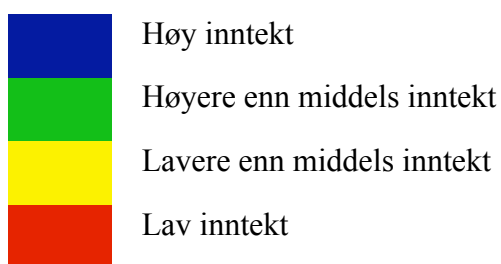 Høy inntekt
Høyere enn middels inntekt
Lavere enn middels inntekt
Lav inntekt